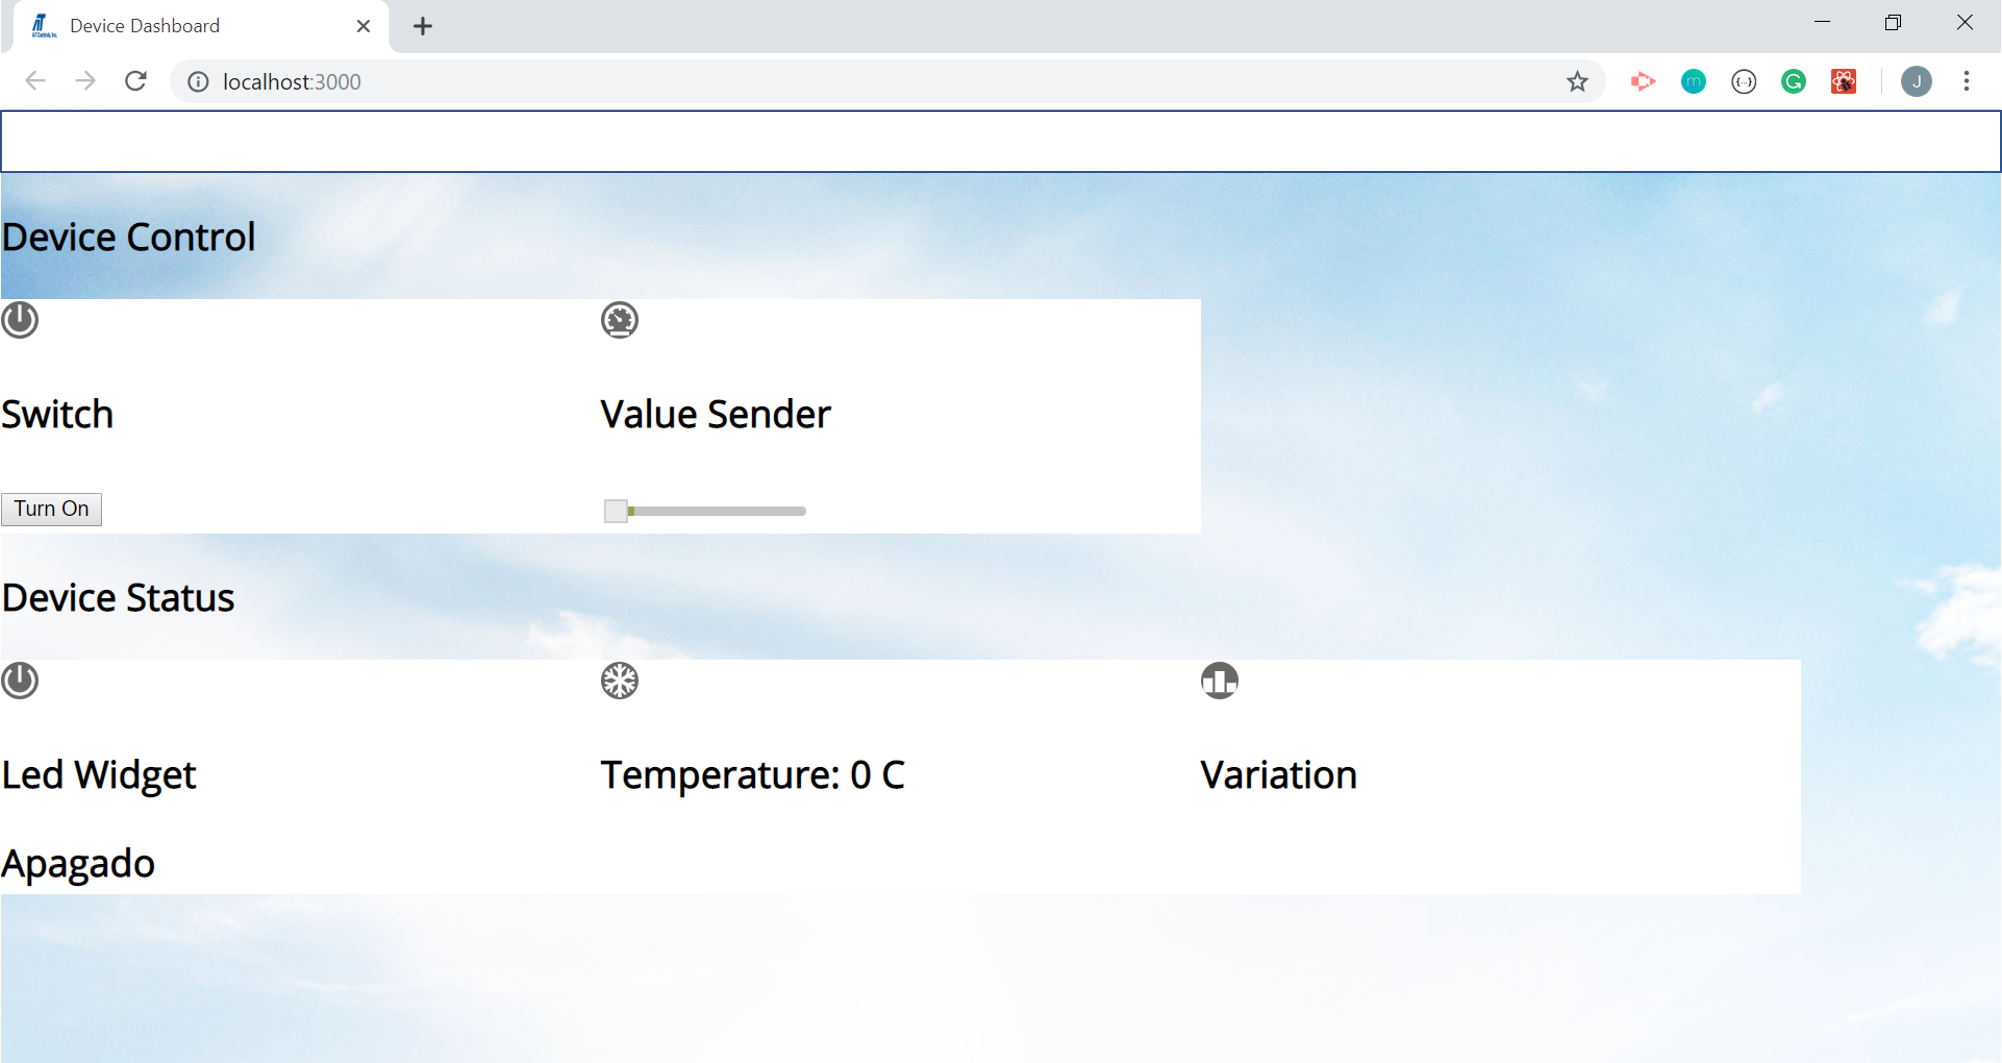 Device Dashboard
localhost:3000
J
Device Control
Switch
Value Sender
Turn On
Device Status
Led Widget
Temperature: 0 C
Variation
Apagado